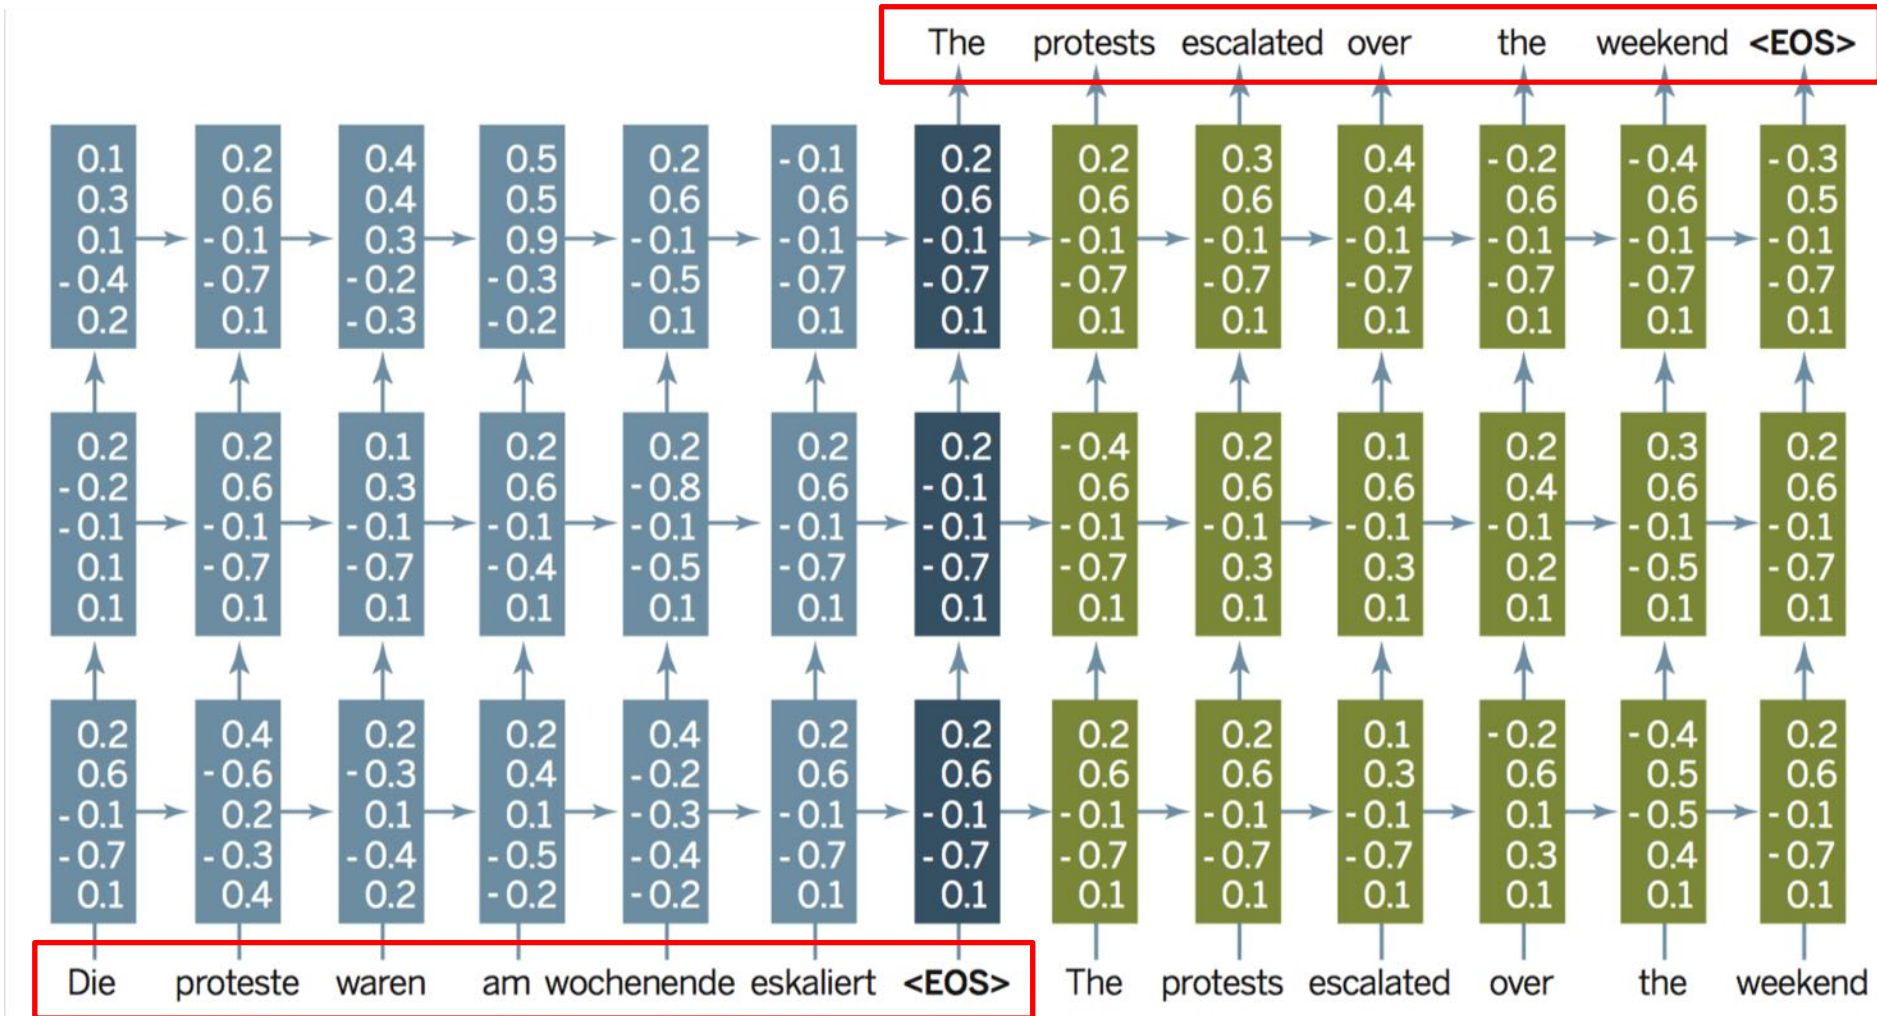 The protests escalated over the weekend <EOS>
0.1 0.2 0.4 0.5 0.2 -0.1 0.2 0.2 0.3 0.4 -0.2 -0.4 -0.3
0.3 0.6 0.4 0.5 0.6 0.6 0.6 0.6 0.6 0.4 0.6 0.6 0.5
0.1 -0.1 0.3 0.9 -0.1 -0.1 -0.1 -0.1 -0.1 -0.1 -0.1 -0.1 -0.1
-0.4 -0.7 -0.2 -0.3 -0.5 -0.7 -0.7 -0.7 -0.7 -0.7 -0.7 -0.7 -0.7
0.2 0.1 -0.3 -0.2 0.1 0.1 0.1 0.1 0.1 0.1 0.1 0.1 0.1
0.2 0.2 0.1 0.2 0.2 0.2 0.2 -0.4 0.2 0.1 0.2 0.3 0.2
-0.2 0.6 0.3 0.6 -0.8 0.6 -0.1 0.6 0.6 0.6 0.4 0.6 0.6
-0.1 -0.1 -0.1 -0.1 -0.1 -0.1 -0.1 -0.1 -0.1 -0.1 -0.1 -0.1 -0.1
0.1 -0.7 -0.7 -0.4 -0.5 -0.7 -0.7 -0.7 0.3 0.3 0.2 -0.5 -0.7
0.1 0.1 0.1 0.1 0.1 0.1 0.1 0.1 0.1 0.1 0.1 0.1 0.1
0.2 0.4 0.2 0.2 0.4 0.2 0.2 0.2 0.2 0.1 -0.2 -0.4 0.2
0.6 -0.6 -0.3 0.4 -0.2 0.6 0.6 0.6 0.6 0.3 0.6 0.5 0.6
-0.1 0.2 0.1 0.1 -0.3 -0.1 -0.1 -0.1 -0.1 -0.1 0.1 -0.5 -0.1
-0.7 -0.3 -0.4 -0.5 -0.4 -0.7 -0.7 -0.7 -0.7 -0.7 0.3 0.4 -0.7
0.1 0.4 0.2 -0.2 -0.2 0.1 0.1 0.1 0.1 0.1 0.1 0.1 0.1
Die proteste waren am wochenende eskaliert <EOS> The protests escalated over the weekend